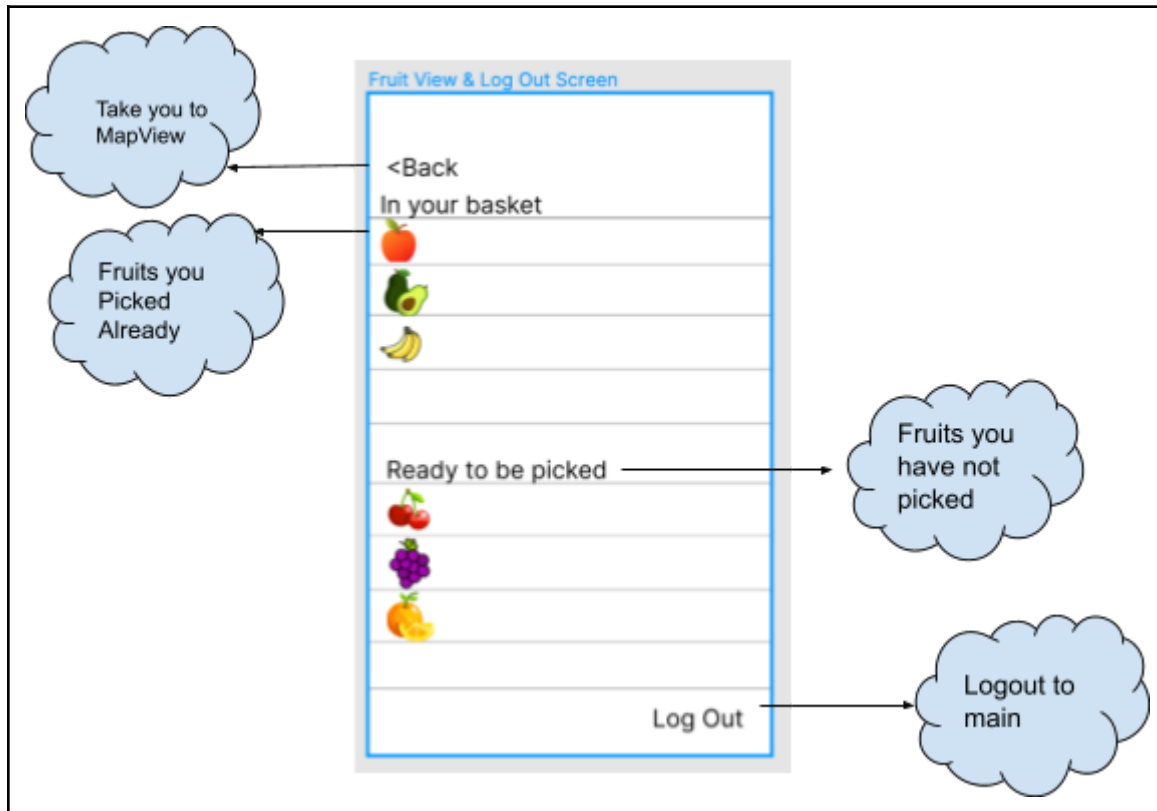 Fruit View & Log Out Screen
Take you to
MapView
<Back
In your basket
Fruits you
Picked
Already
Ready to be picked
Fruits you
have not
picked
Log Out
Logout to
main